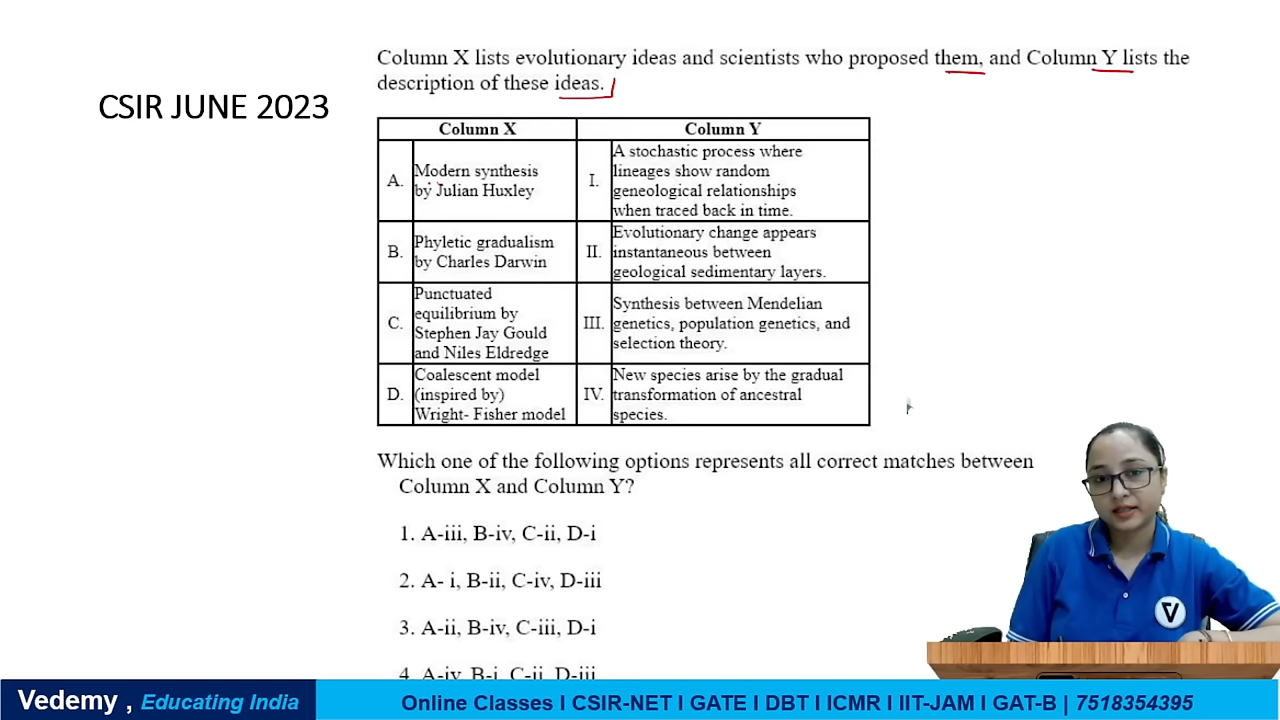 Column X lists evolutionary ideas and scientists who proposed them, and Column Y lists the
description of these ideas.
CSIR JUNE 2023
Column X Column Y
A. Modern synthesis
by Julian Huxley
I. A stochastic process where
lineages show random
geneological relationships
when traced back in time.
B. Phyletic gradualism
by Charles Darwin
II. Evolutionary change appears
instantaneous between
geological sedimentary layers.
C. Punctuated
equilibrium by
Stephen Jay Gould
and Niles Eldredge
III. Synthesis between Mendelian
genetics, population genetics, and
selection theory.
D. Coalescent model
(inspired by)
Wright- Fisher model
IV. New species arise by the gradual
transformation of ancestral
species.
Which one of the following options represents all correct matches between
Column X and Column Y?
1. A-iii, B-iv, C-ii, D-i
2. A- i, B-ii, C-iv, D-iii
3. A-ii, B-iv, C-iii, D-i
4. A-iv, B-i, C-ii, D-iii
Vedemy , Educating India
Online Classes I CSIR-NET I GATE I DBT I ICMR I IIT-JAM I GAT-B | 7518354395